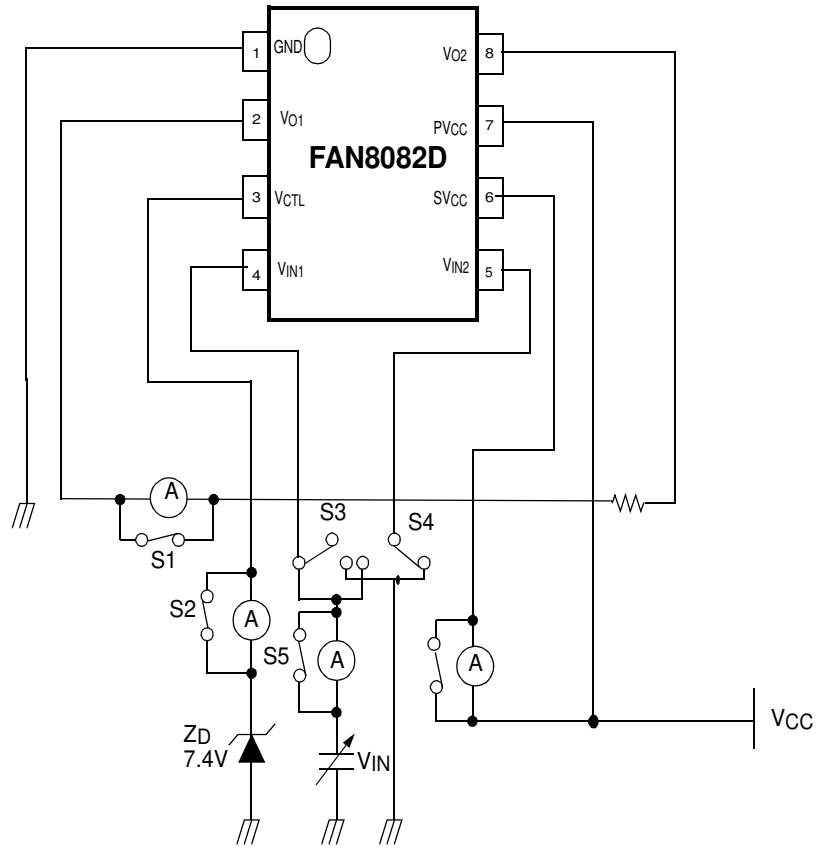 1 GND VO2 8
2 VO1 PVCC 7
FAN8082D
3 VCTL SVCC 6
4 VIN1 VIN2 5
A
S1
S3
S4
S2
A
S5
A
A
ZD
7.4V
VIN
VCC